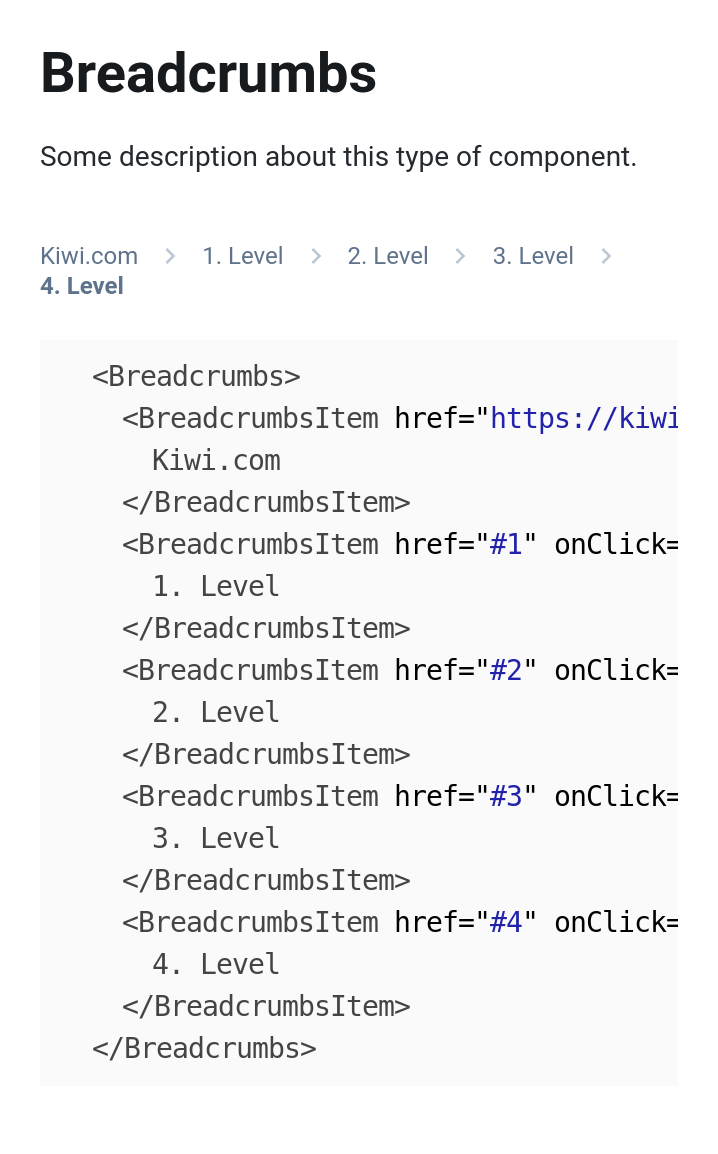 Breadcrumbs
Some description about this type of component.
Kiwi.com 1. Level 2. Level 3. Level
4. Level
<Breadcrumbs>
<BreadcrumbsItem href="https://kiwi
Kiwi.com
</BreadcrumbsItem>
<BreadcrumbsItem href="#1" onClick=
1. Level
</BreadcrumbsItem>
<BreadcrumbsItem href="#2" onClick=
2. Level
</BreadcrumbsItem>
<BreadcrumbsItem href="#3" onClick=
3. Level
</BreadcrumbsItem>
<BreadcrumbsItem href="#4" onClick=
4. Level
</BreadcrumbsItem>
</Breadcrumbs>